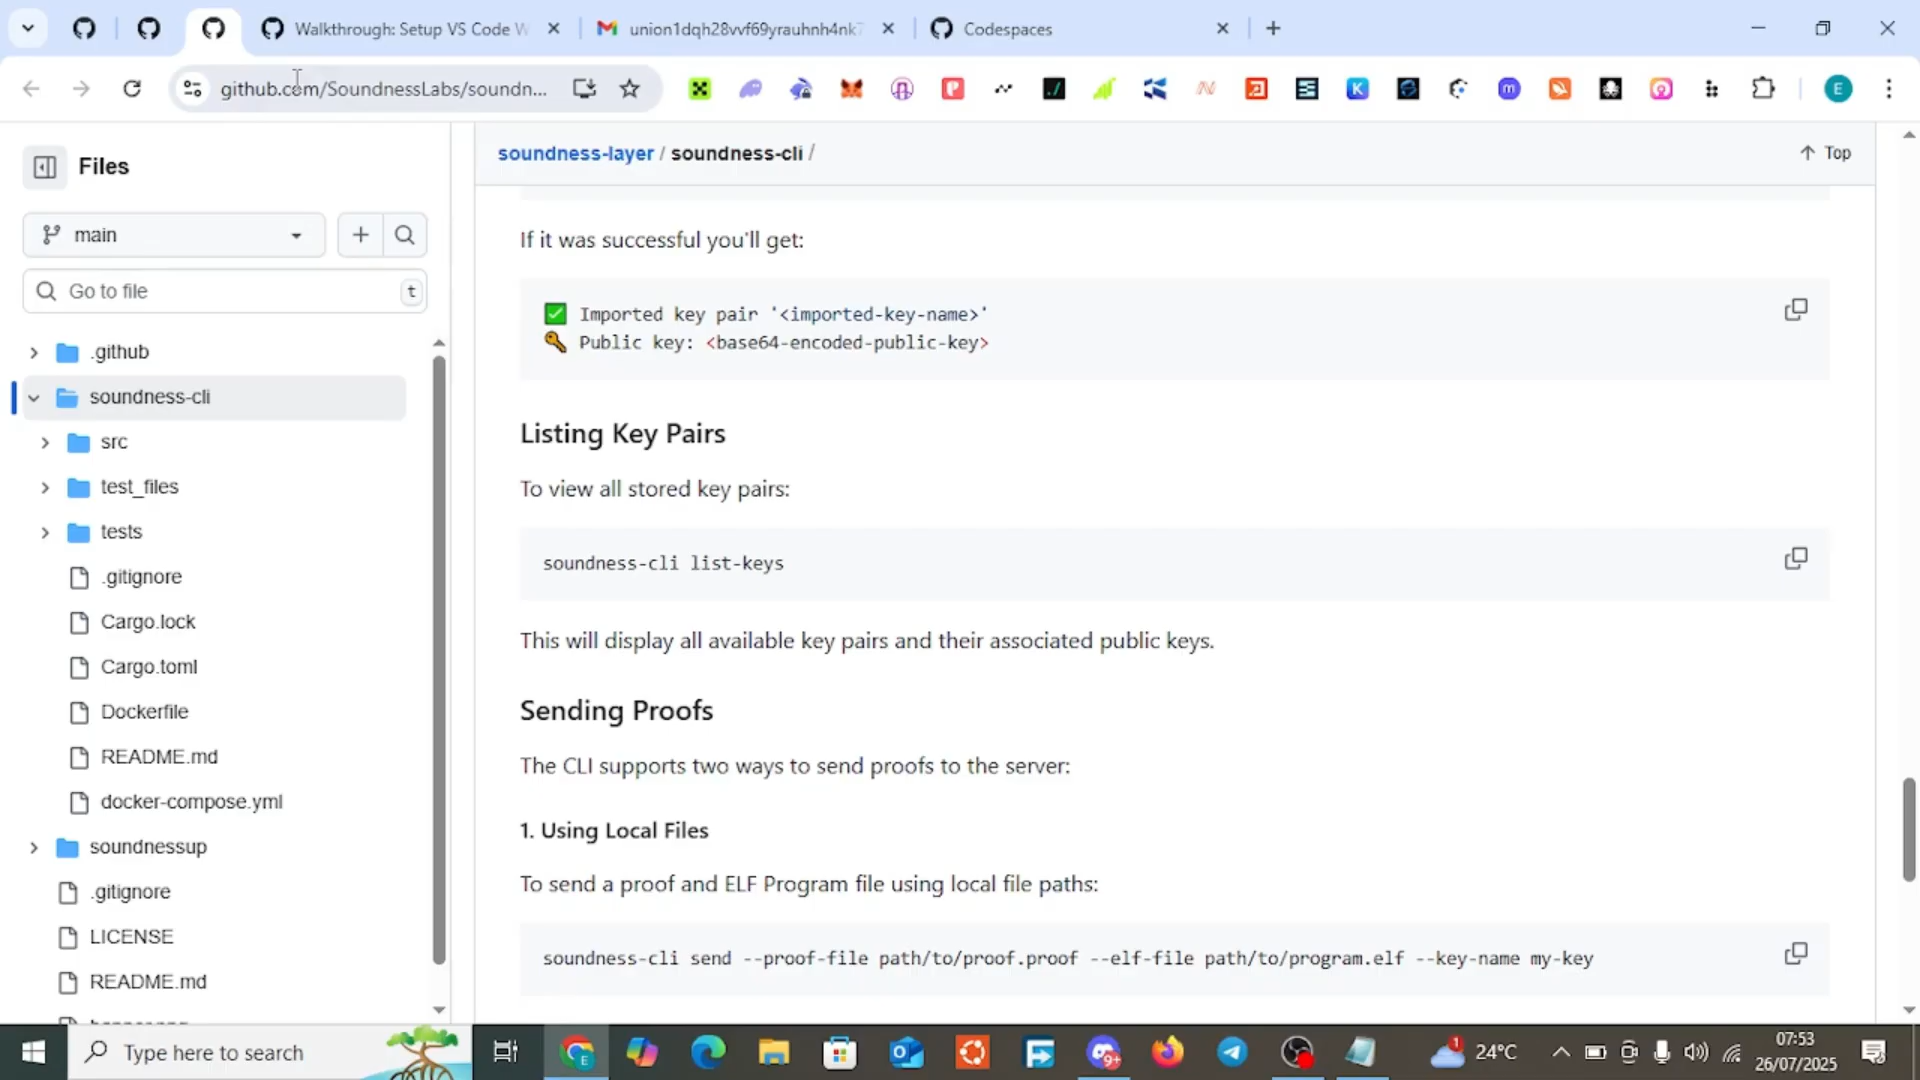 Walkthrough: Setup VS Code W
union1dqh28vvf69yrauhnh4nk7
Codespaces
github.com/SoundnessLabs/soundn...
E
Files
soundness-layer / soundness-cli /
Top
main
Go to file
t
.github
soundness-cli
src
test_files
tests
.gitignore
Cargo.lock
Cargo.toml
Dockerfile
README.md
docker-compose.yml
soundnessup
.gitignore
LICENSE
README.md
If it was successful you'll get:
Imported key pair '<imported-key-name>'
Public key: <base64-encoded-public-key>
Listing Key Pairs
To view all stored key pairs:
soundness-cli list-keys
This will display all available key pairs and their associated public keys.
Sending Proofs
The CLI supports two ways to send proofs to the server:
1. Using Local Files
To send a proof and ELF Program file using local file paths:
soundness-cli send --proof-file path/to/proof.proof --elf-file path/to/program.elf --key-name my-key
Type here to search
24°C
07:53
26/07/2025